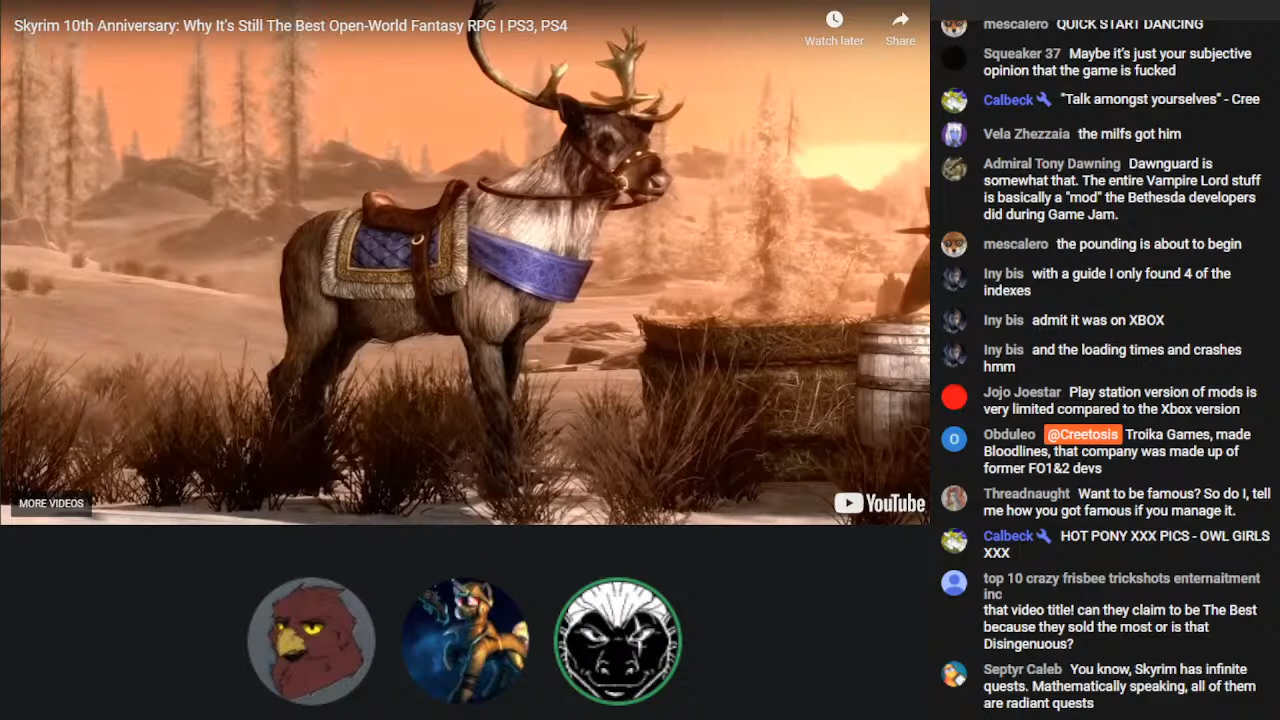 Skyrim 10th Anniversary: Why It's Still The Best Open-World Fantasy RPG | PS3, PS4
Watch later
Share
MORE VIDEOS
YouTube
mescalero QUICK START DANCING
Squeaker 37 Maybe it's just your subjective
opinion that the game is fucked
Calbeck "Talk amongst yourselves" - Cree
Vela Zhezzaia the milfs got him
Admiral Tony Dawning Dawnguard is
somewhat that. The entire Vampire Lord stuff
is basically a "mod" the Bethesda developers
did during Game Jam.
mescalero the pounding is about to begin
Iny bis with a guide I only found 4 of the
indexes
Iny bis admit it was on XBOX
Iny bis and the loading times and crashes
hmm
Jojo Joestar Play station version of mods is
very limited compared to the Xbox version
O
Obduleo @Creetosis Troika Games, made
Bloodlines, that company was made up of
former FO1&2 devs
Threadnaught Want to be famous? So do I, tell
me how you got famous if you manage it.
Calbeck HOT PONY XXX PICS - OWL GIRLS
XXX
top 10 crazy frisbee trickshots enternaitment
inc
that video title! can they claim to be The Best
because they sold the most or is that
Disingenuous?
Septyr Caleb You know, Skyrim has infinite
quests. Mathematically speaking, all of them
are radiant quests